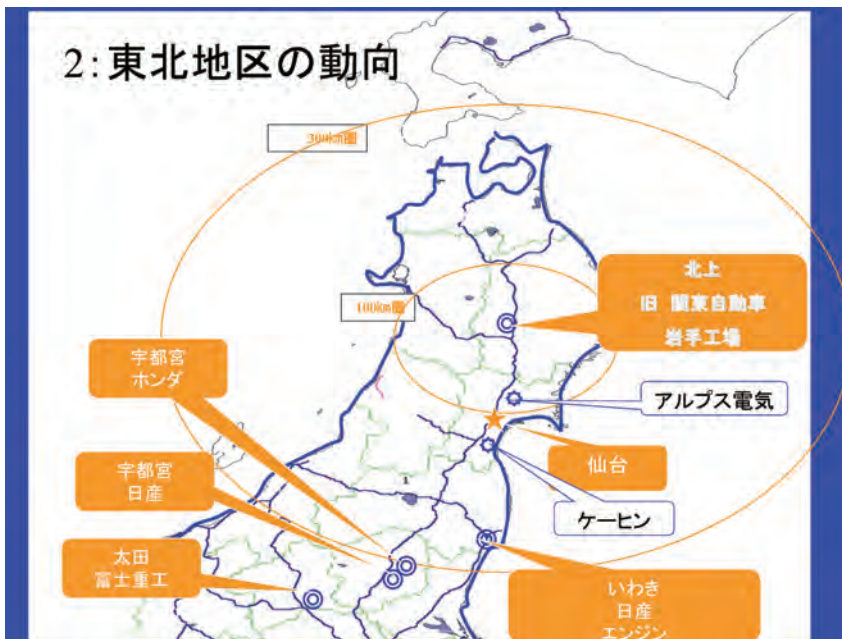 2:東北地区の動向
300km圏
100km圏
北上
旧 関東自動車
岩手工場
宇都宮
ホンダ
アルプス電気
仙台
宇都宮
日産
ケーヒン
太田
富士重工
いわき
日産
エンジン